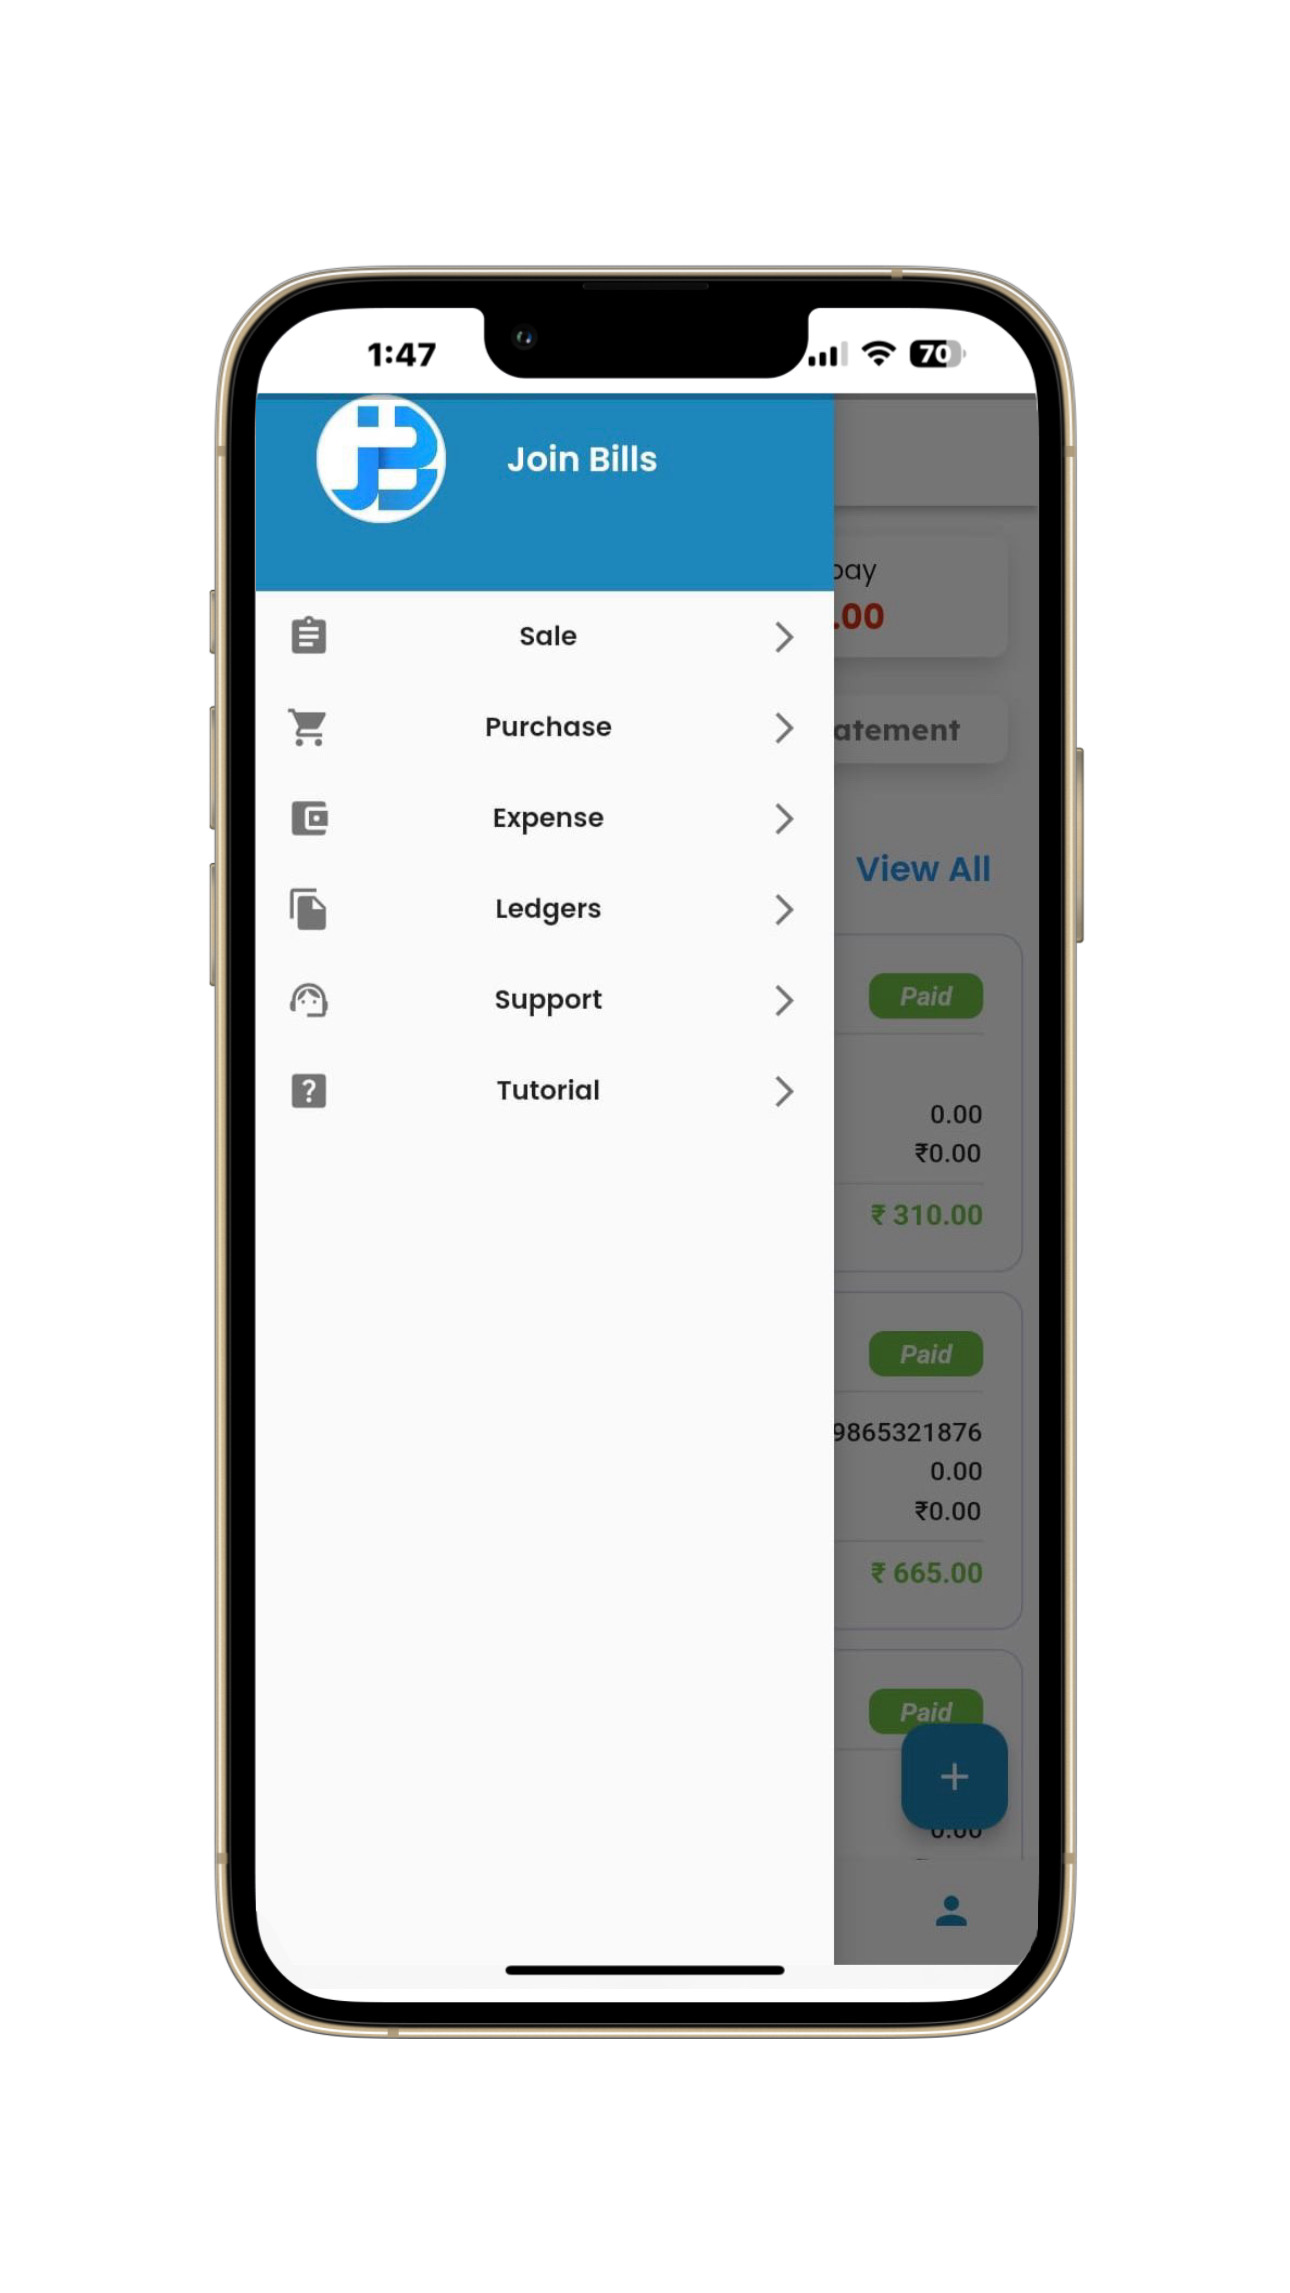 1:47
70
Join Bills
Sale
Purchase
Expense
Ledgers
Support
Tutorial
pay
.00
atement
View All
Paid
0.00
₹0.00
₹ 310.00
Paid
9865321876
0.00
₹0.00
₹ 665.00
Paid
+
0.00